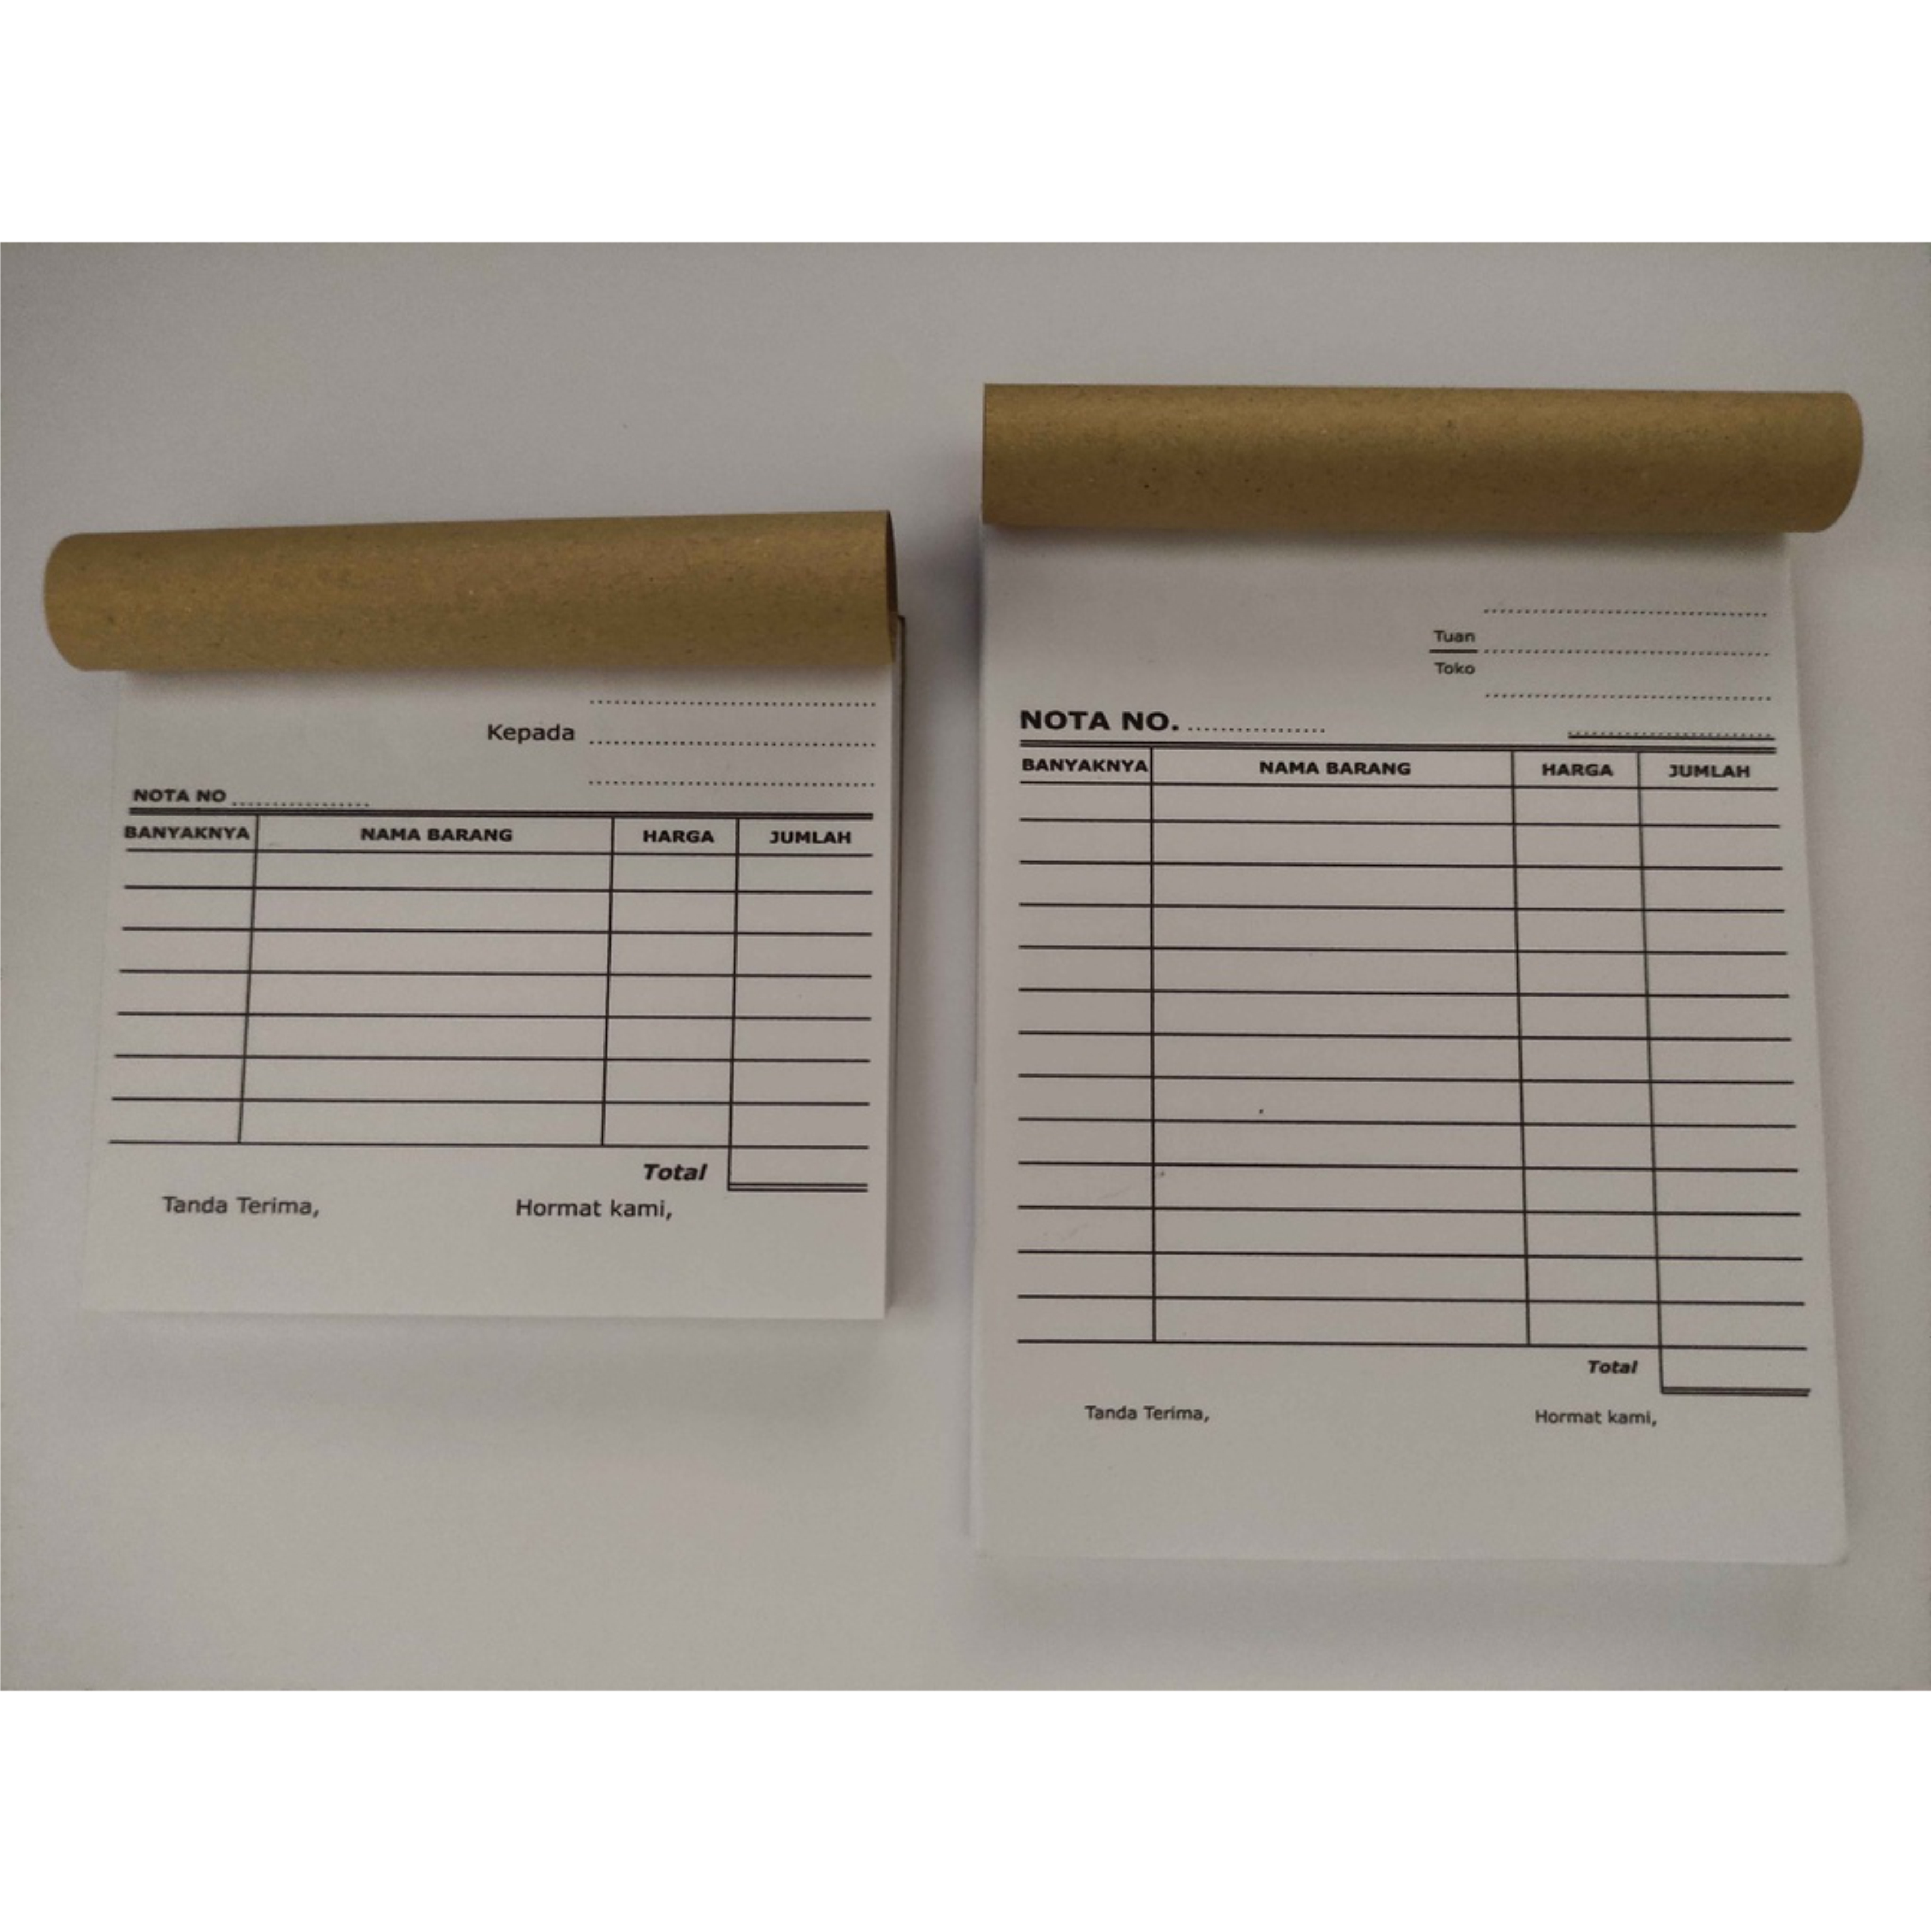 Kepada
NOTA NO
BANYAKNYA NAMA BARANG HARGA JUMLAH
Total
Tanda Terima, Hormat kami,
Tuan
Toko
NOTA NO.
BANYAKNYA NAMA BARANG HARGA JUMLAH
Total
Tanda Terima, Hormat kami,